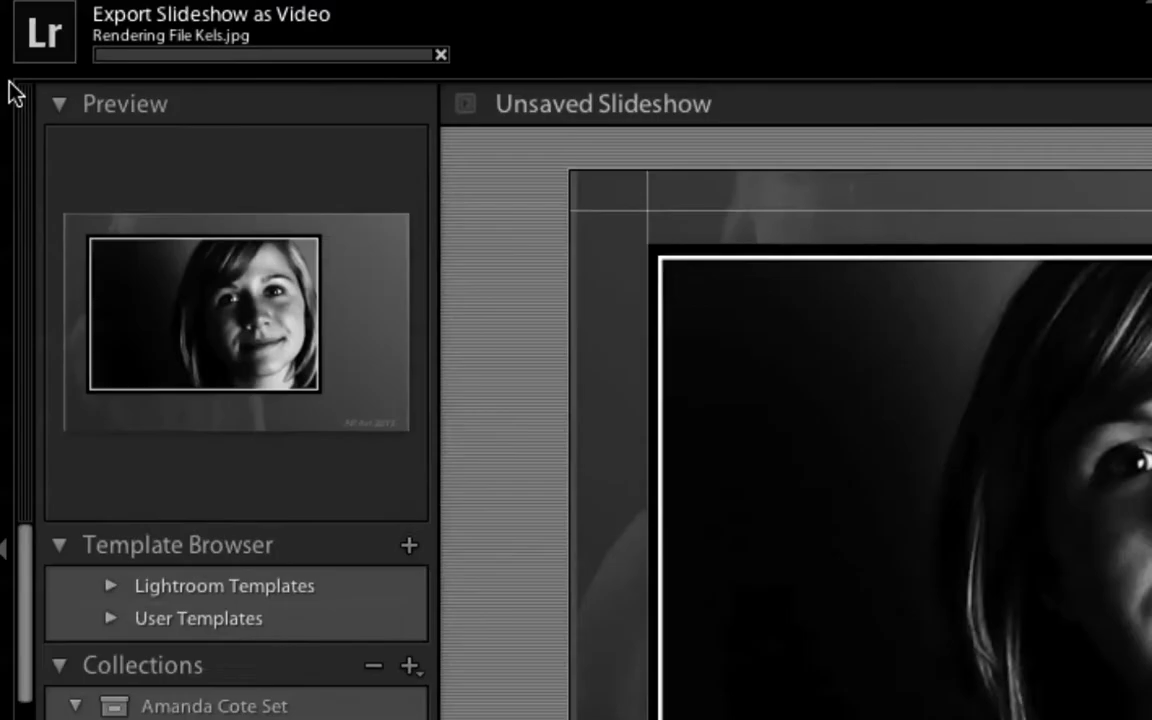 Lr
Export Slideshow as Video
Rendering File Kels.jpg
Preview
Unsaved Slideshow
Template Browser
Lightroom Templates
User Templates
Collections
Amanda Cote Set